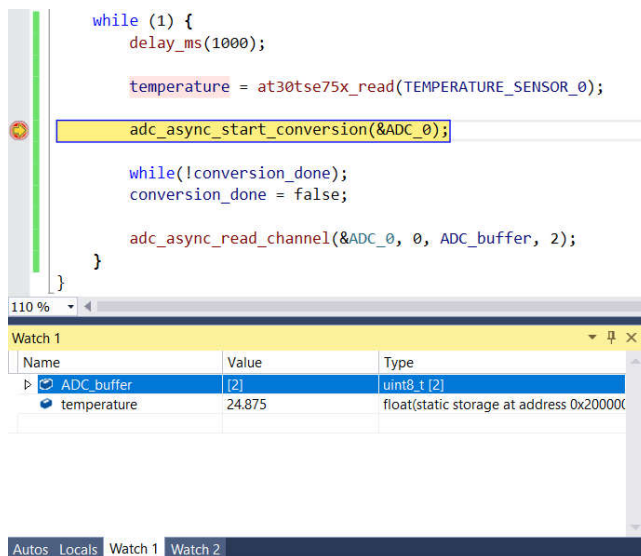 while (1) {
delay_ms(1000);
temperature = at30tse75x_read(TEMPERATURE_SENSOR_0);
adc_async_start_conversion(&ADC_0);
while(!conversion_done);
conversion_done = false;
adc_async_read_channel(&ADC_0, 0, ADC_buffer, 2);
}
}
110 %
Watch 1
Name Value Type
ADC_buffer [2] uint8_t [2]
temperature 24.875 float(static storage at address 0x200000
Autos Locals Watch 1 Watch 2